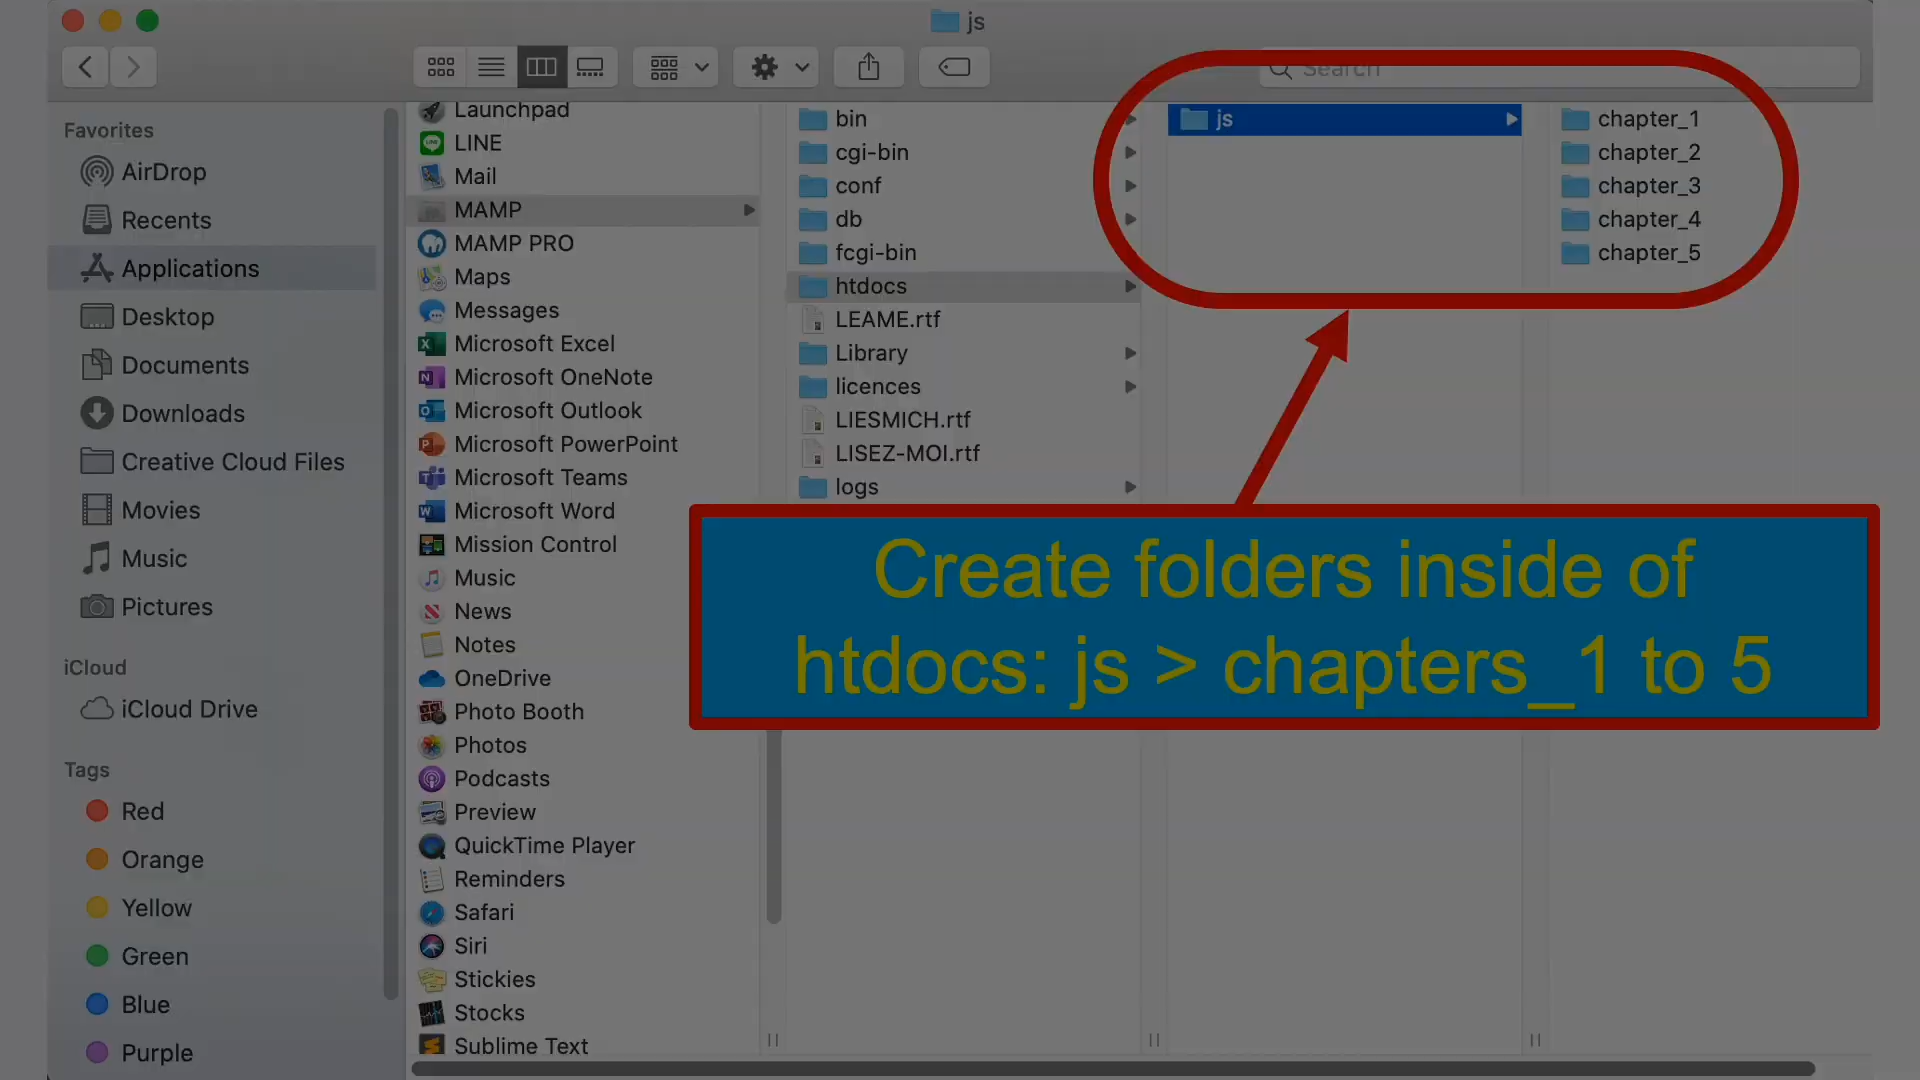 js
Search
Favorites
AirDrop
Recents
Applications
Desktop
Documents
Downloads
Creative Cloud Files
Movies
Music
Pictures
iCloud
iCloud Drive
Tags
Red
Orange
Yellow
Green
Blue
Purple
Launchpad
LINE
Mail
MAMP
MAMP PRO
Maps
Messages
Microsoft Excel
Microsoft OneNote
Microsoft Outlook
Microsoft PowerPoint
Microsoft Teams
Microsoft Word
Mission Control
Music
News
Notes
OneDrive
Photo Booth
Photos
Podcasts
Preview
QuickTime Player
Reminders
Safari
Siri
Stickies
Stocks
Sublime Text
bin
cgi-bin
conf
db
fcgi-bin
htdocs
LEAME.rtf
Library
licences
LIESMICH.rtf
LISEZ-MOI.rtf
logs
js
chapter_1
chapter_2
chapter_3
chapter_4
chapter_5
Create folders inside of
htdocs: js > chapters_1 to 5